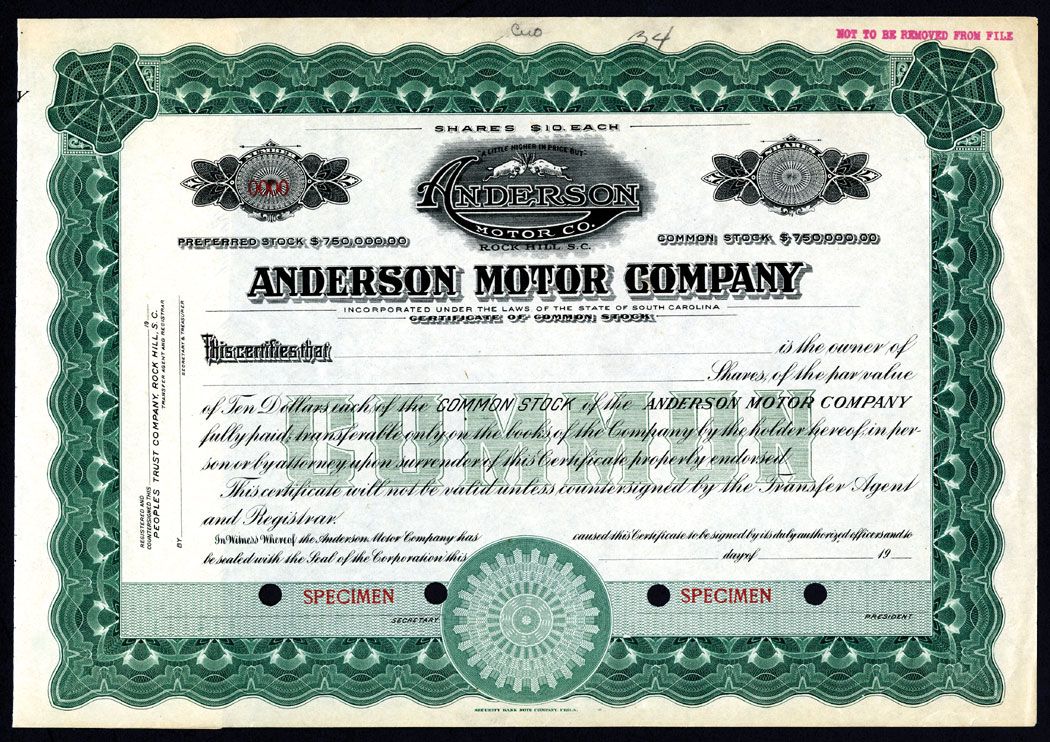 Cuo 34
NOT TO BE REMOVED FROM FILE
SHARES $10. EACH
"A LITTLE HIGHER IN PRICE BUT-
ANDERSON
MOTOR CO.
ROCK HILL, S.C.
NUMBER
0000
SHARES
PREFERRED STOCK $750,000.00
COMMON STOCK $750,000.00
ANDERSON MOTOR COMPANY
INCORPORATED UNDER THE LAWS OF THE STATE OF SOUTH CAROLINA
CERTIFICATE OF COMMON STOCK
This certifies that is the owner of
Shares, of the par value
of Ten Dollars each, of the COMMON STOCK of the ANDERSON MOTOR COMPANY
fully paid; transferable only on the books of the Company by the holder hereof, in per-
son or by attorney, upon surrender of this Certificate properly endorsed.
This certificate will not be valid unless countersigned by the Transfer Agent
and Registrar.
COMMON
In Witness Whereof, the Anderson Motor Company has caused this Certificate to be signed by its duly authorized officers and to
be sealed with the Seal of the Corporation this day of 19
SPECIMEN
SPECIMEN
SECRETARY
PRESIDENT
REGISTERED AND
COUNTERSIGNED THIS 19
PEOPLES TRUST COMPANY, ROCK HILL, S.C.
TRANSFER AGENT AND REGISTRAR
BY SECRETARY & TREASURER
SECURITY BANK NOTE COMPANY, PHILA.